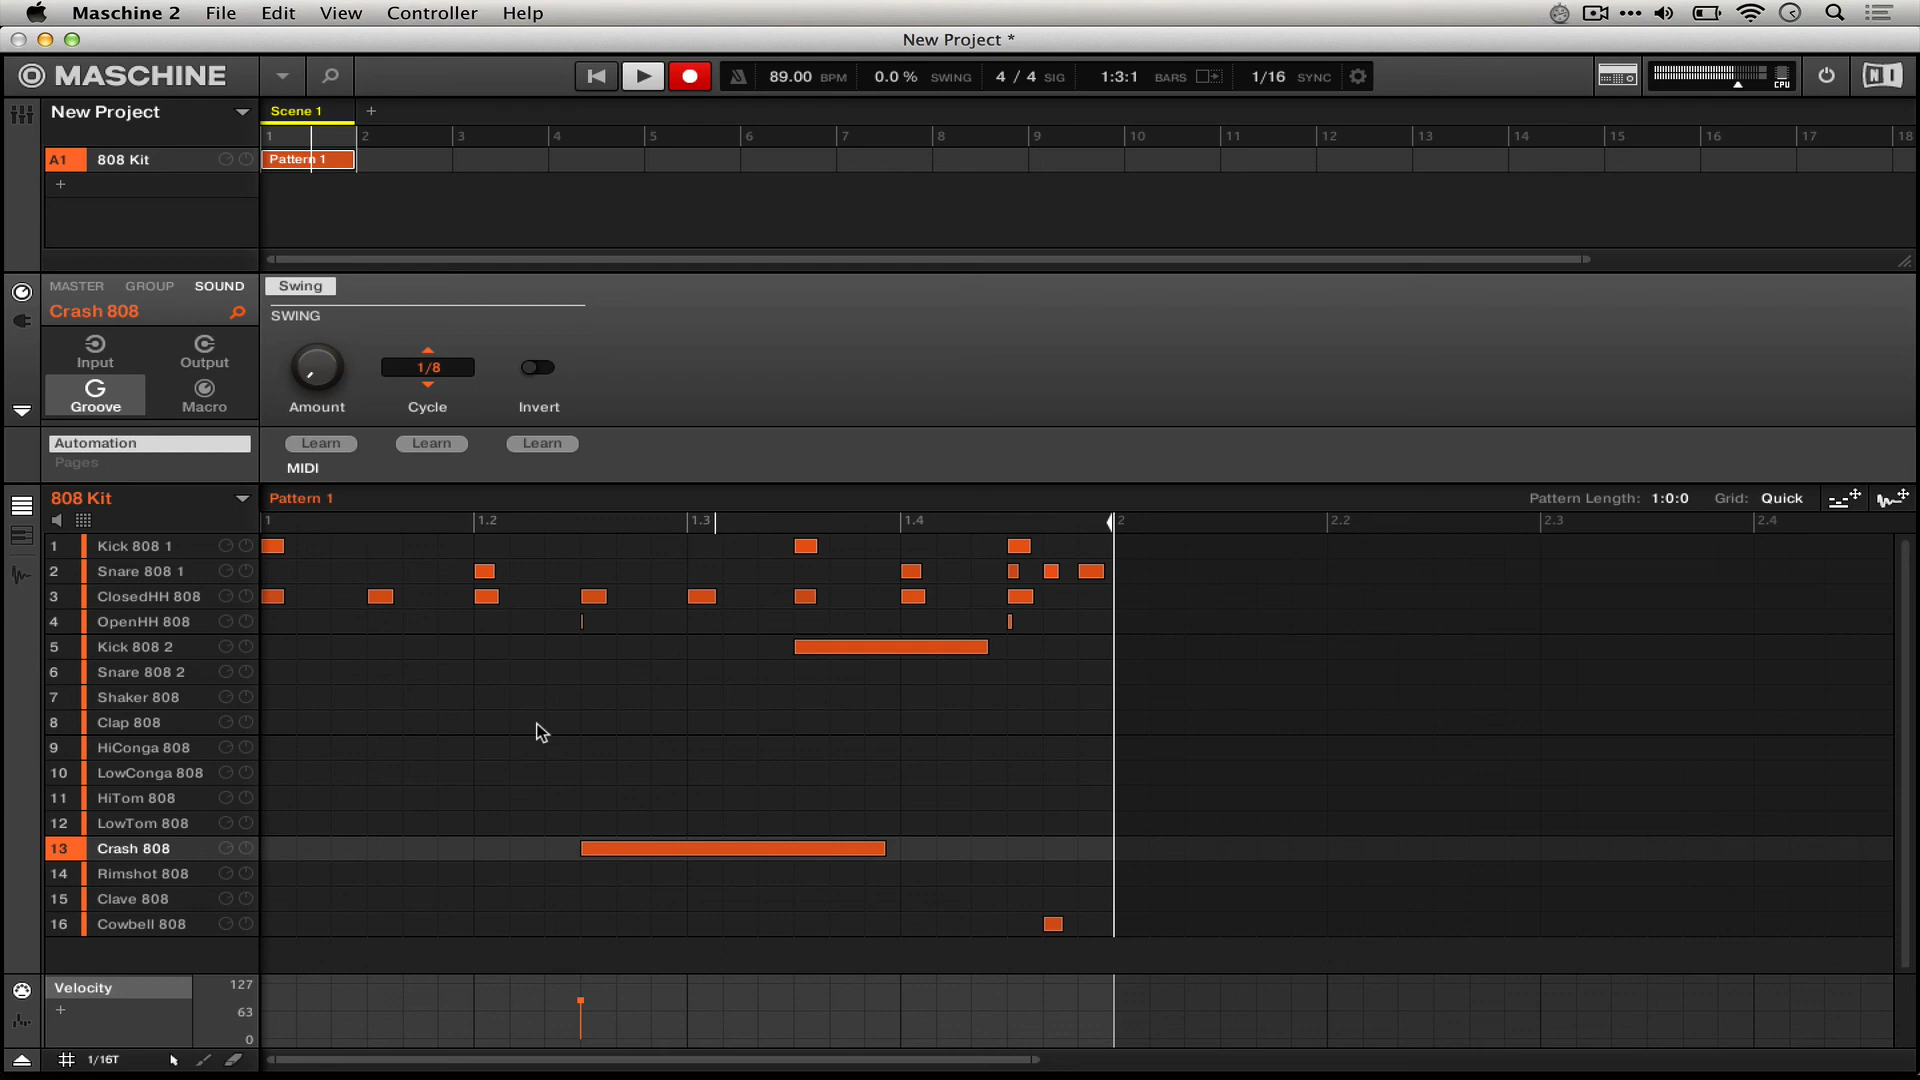 Maschine 2 File Edit View Controller Help
New Project *
MASCHINE 89.00 BPM 0.0 % SWING 4 / 4 SIG 1:3:1 BARS 1/16 SYNC CPU
New Project Scene 1 +
1 2 3 4 5 6 7 8 9 10 11 12 13 14 15 16 17 18
A1 808 Kit Pattern 1
+
MASTER GROUP SOUND Swing
Crash 808 SWING
Input Output
1/8
Groove Macro Amount Cycle Invert
Automation Learn Learn Learn
Pages MIDI
808 Kit Pattern 1 Pattern Length: 1:0:0 Grid: Quick
1 1.2 1.3 1.4 2 2.2 2.3 2.4
1 Kick 808 1
2 Snare 808 1
3 ClosedHH 808
4 OpenHH 808
5 Kick 808 2
6 Snare 808 2
7 Shaker 808
8 Clap 808
9 HiConga 808
10 LowConga 808
11 HiTom 808
12 LowTom 808
13 Crash 808
14 Rimshot 808
15 Clave 808
16 Cowbell 808
Velocity 127
+ 63
0
1/16T